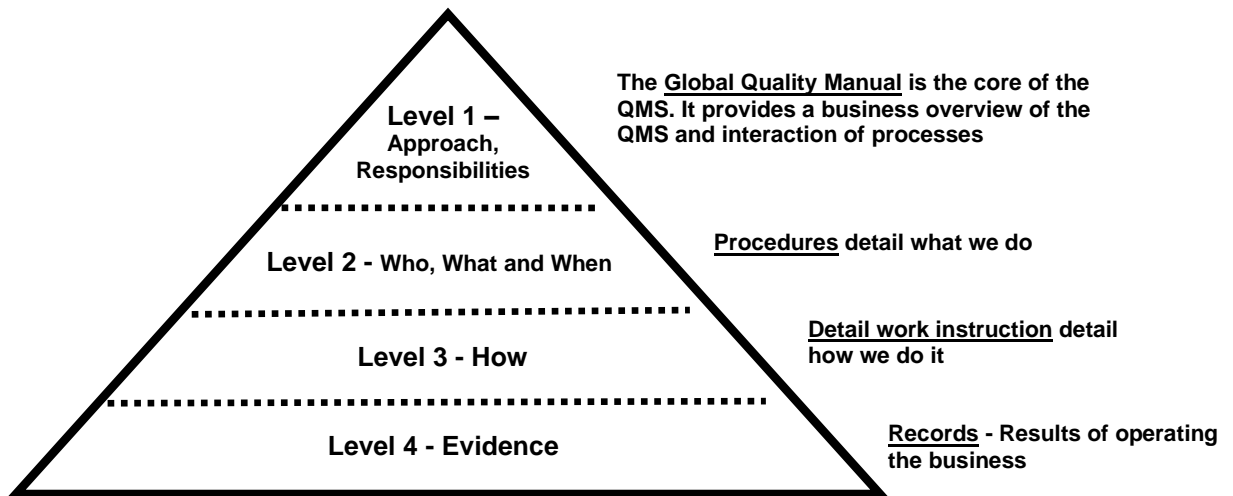 The Global Quality Manual is the core of the
QMS. It provides a business overview of the
QMS and interaction of processes
Level 1 –
Approach,
Responsibilities
Procedures detail what we do
Level 2 - Who, What and When
Detail work instruction detail
how we do it
Level 3 - How
Records - Results of operating
the business
Level 4 - Evidence